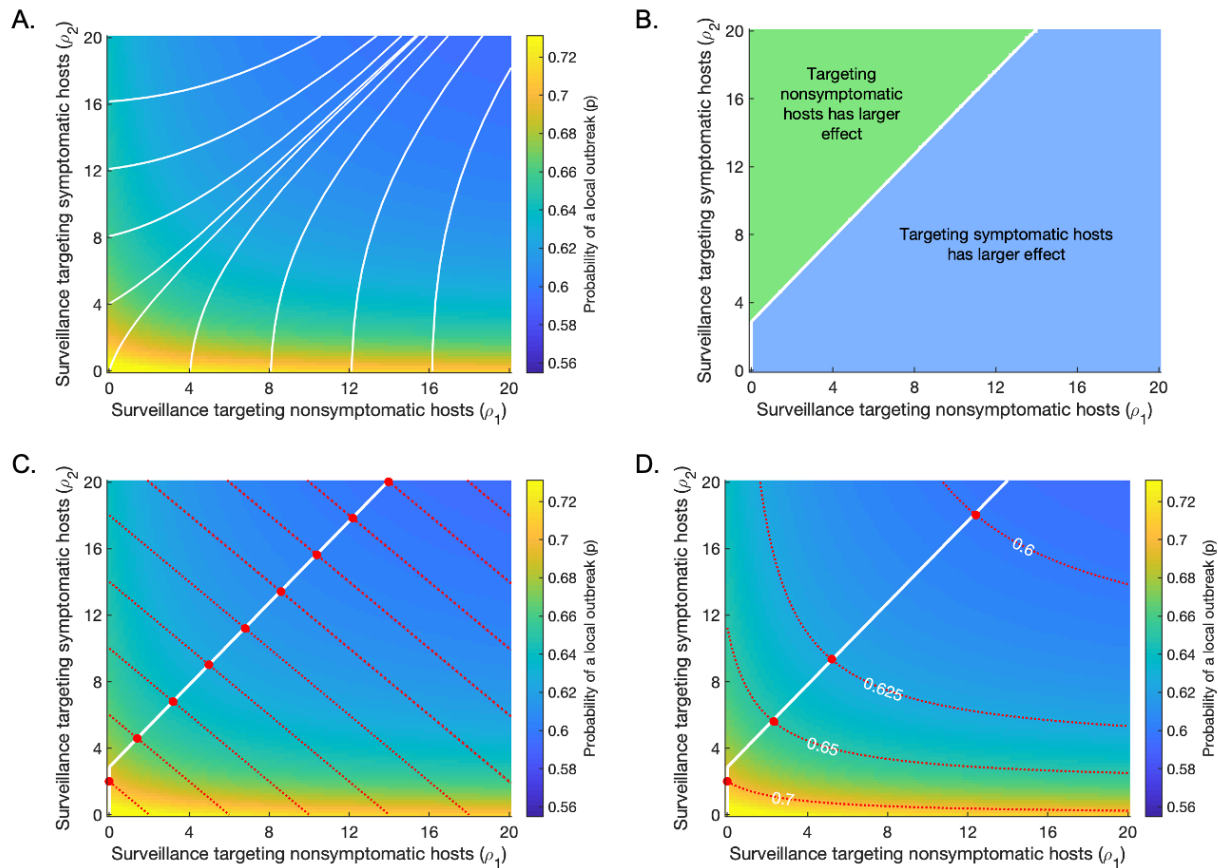 A.
Surveillance targeting symptomatic hosts (ρ₂)
20
16
12
8
4
0
0 4 8 12 16 20
Surveillance targeting nonsymptomatic hosts (ρ₁)
0.72
0.7
0.68
0.66
0.64
0.62
0.6
0.58
0.56
Probability of a local outbreak (p)
B.
Surveillance targeting symptomatic hosts (ρ₂)
20
16
12
8
4
0
Targeting
nonsymptomatic
hosts has larger
effect
Targeting symptomatic hosts
has larger effect
0 4 8 12 16 20
Surveillance targeting nonsymptomatic hosts (ρ₁)
C.
Surveillance targeting symptomatic hosts (ρ₂)
20
16
12
8
4
0
0 4 8 12 16 20
Surveillance targeting nonsymptomatic hosts (ρ₁)
0.72
0.7
0.68
0.66
0.64
0.62
0.6
0.58
0.56
Probability of a local outbreak (p)
D.
Surveillance targeting symptomatic hosts (ρ₂)
20
16
12
8
4
0
0.6
0.625
0.65
0.7
0 4 8 12 16 20
Surveillance targeting nonsymptomatic hosts (ρ₁)
0.72
0.7
0.68
0.66
0.64
0.62
0.6
0.58
0.56
Probability of a local outbreak (p)